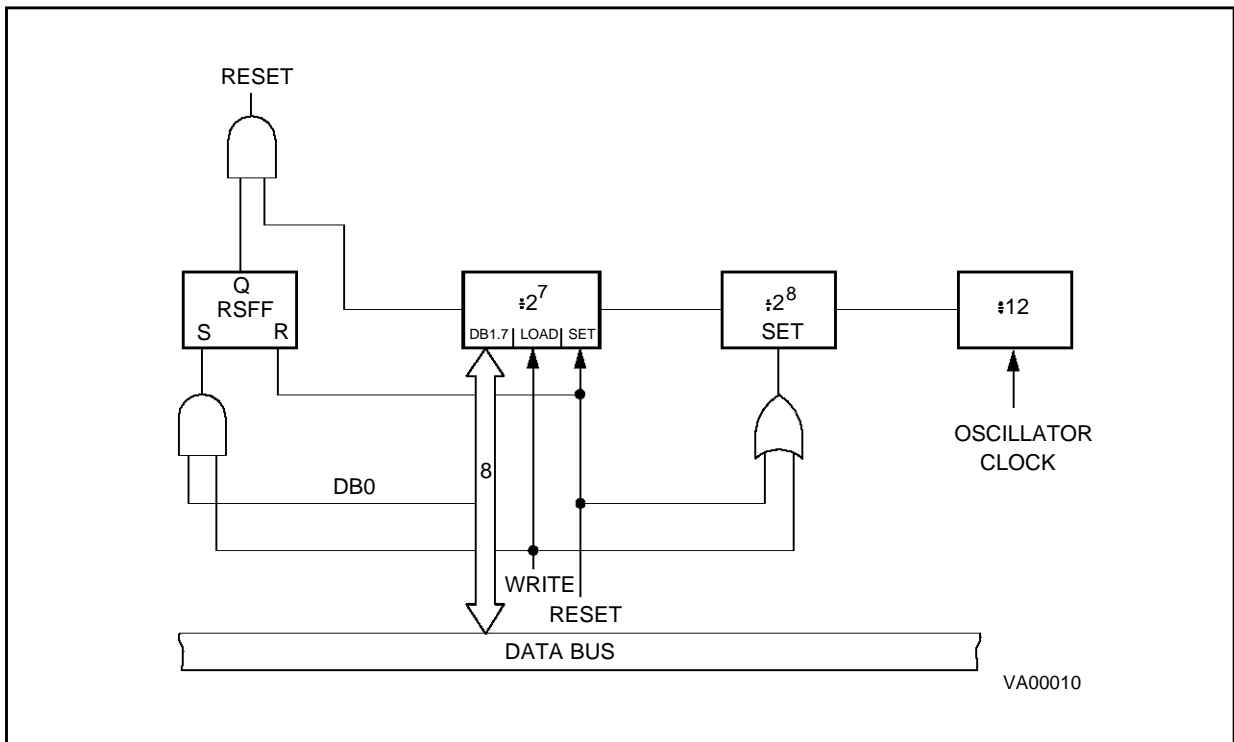 RESET
Q
RSFF
S R
÷2^7
DB1.7 LOAD SET
÷2^8
SET
÷12
OSCILLATOR
CLOCK
8
DB0
WRITE
RESET
DATA BUS
VA00010